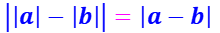 ||a| − |b|| = |a − b|